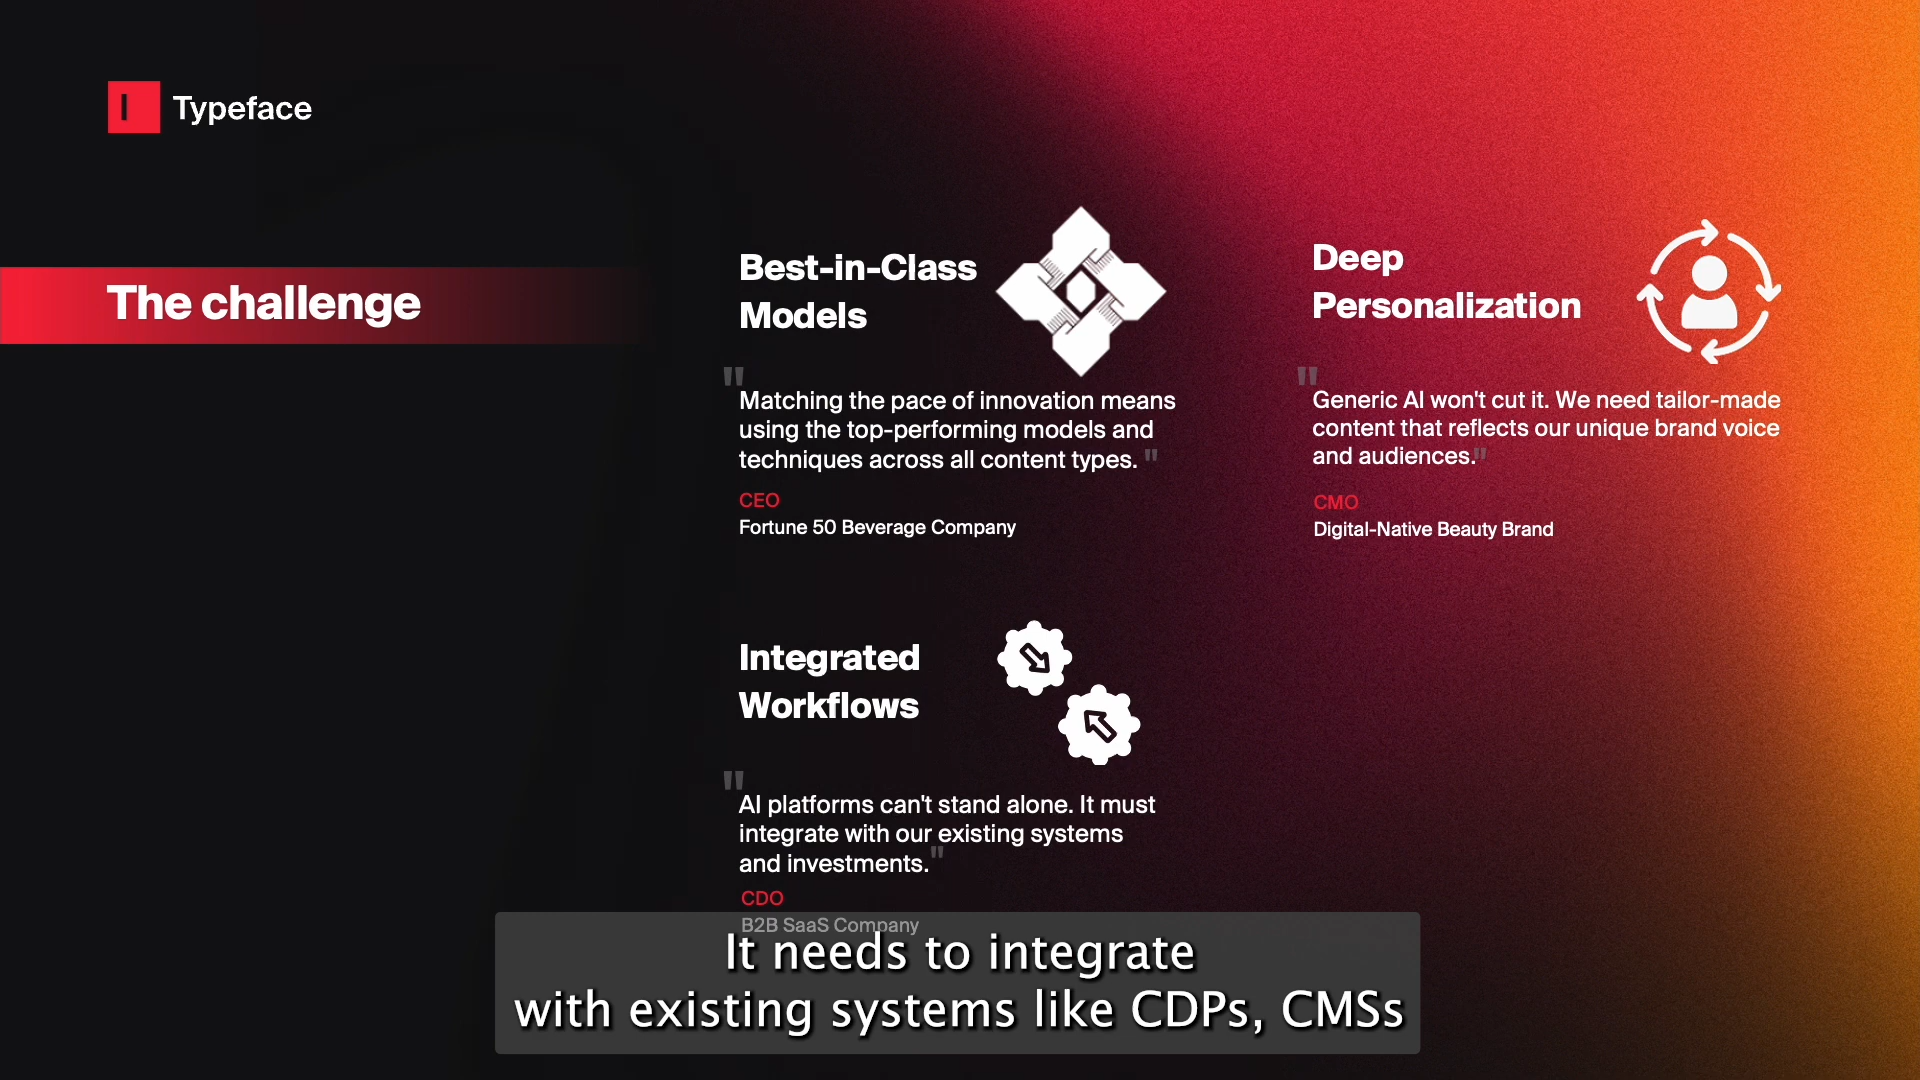 Typeface
The challenge
Best-in-Class
Models
"Matching the pace of innovation means
using the top-performing models and
techniques across all content types. "
CEO
Fortune 50 Beverage Company
Deep
Personalization
"Generic AI won't cut it. We need tailor-made
content that reflects our unique brand voice
and audiences."
CMO
Digital-Native Beauty Brand
Integrated
Workflows
"AI platforms can't stand alone. It must
integrate with our existing systems
and investments."
CDO
B2B SaaS Company
It needs to integrate
with existing systems like CDPs, CMSs